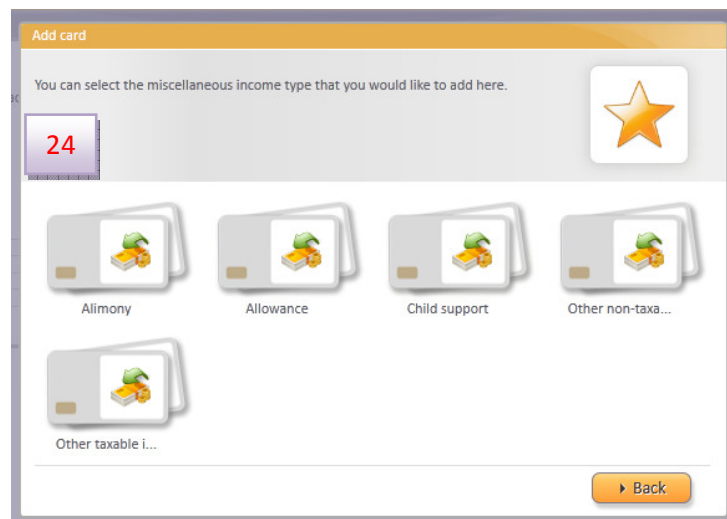 Add card
You can select the miscellaneous income type that you would like to add here.
24
Alimony
Allowance
Child support
Other non-taxa...
Other taxable i...
Back